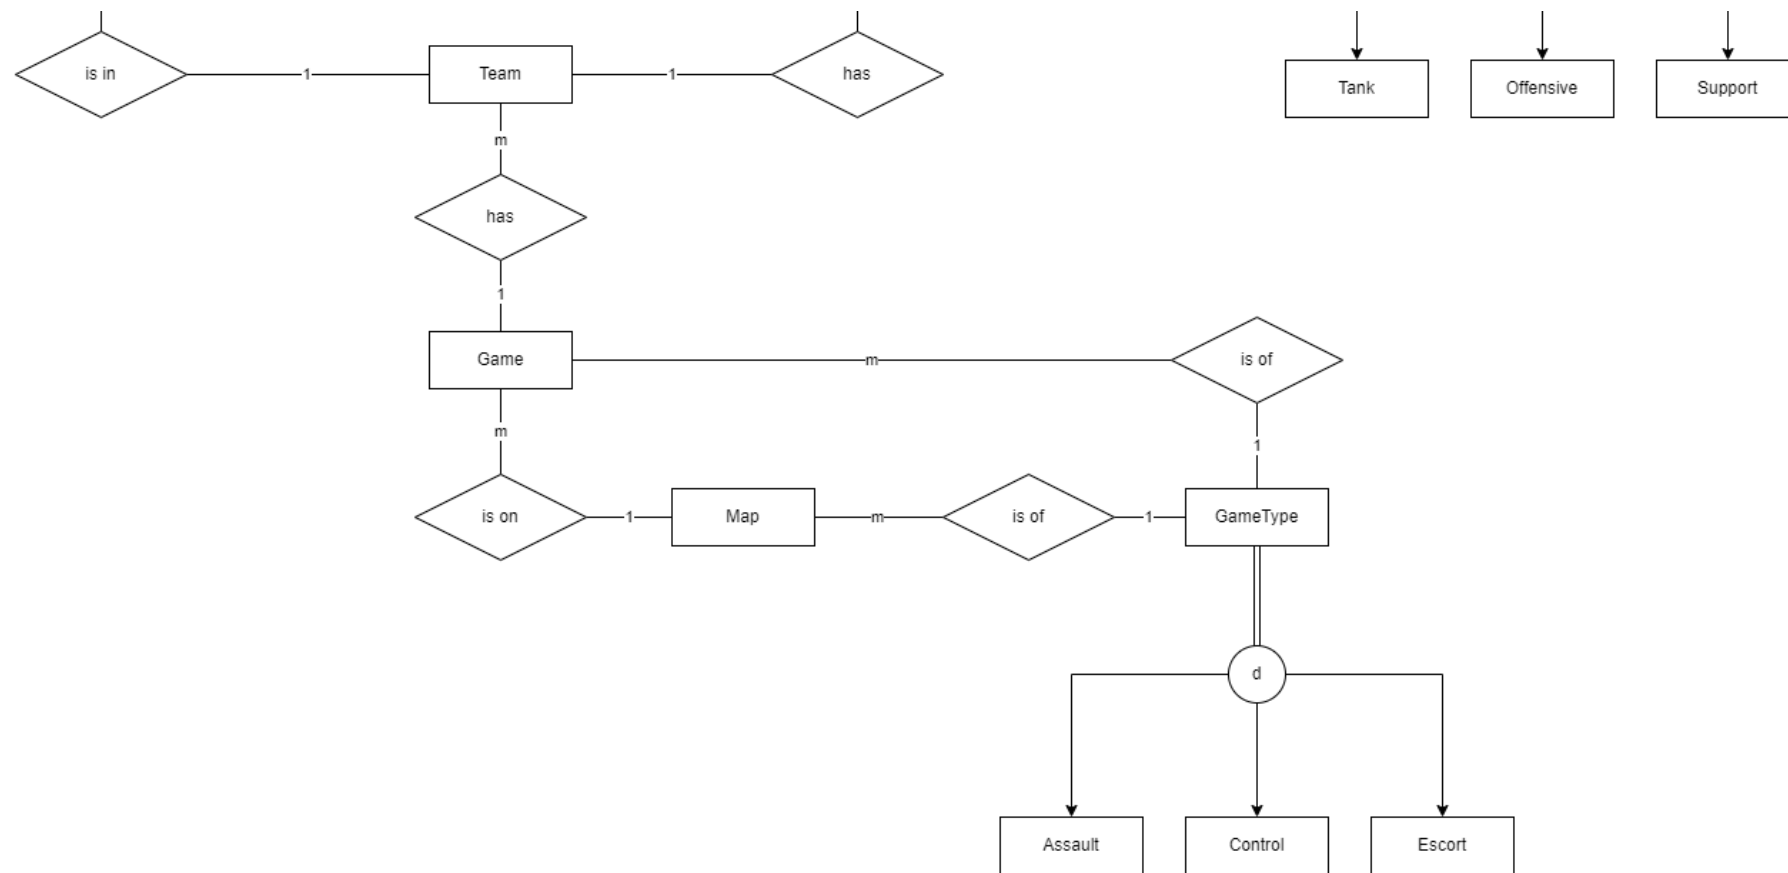 is in
1
Team
1
has
Tank
Offensive
Support
m
has
1
Game
m
is of
m
1
is on
1
Map
m
is of
1
GameType
d
Assault
Control
Escort